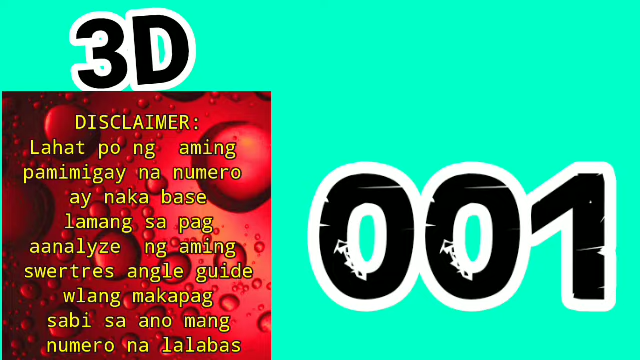 3D
DISCLAIMER:
Lahat po ng aming
pamimigay na numero
ay naka base
lamang sa pag
aanalyze ng aming
swertres angle guide
wlang makapag
sabi sa ano mang
numero na lalabas
001